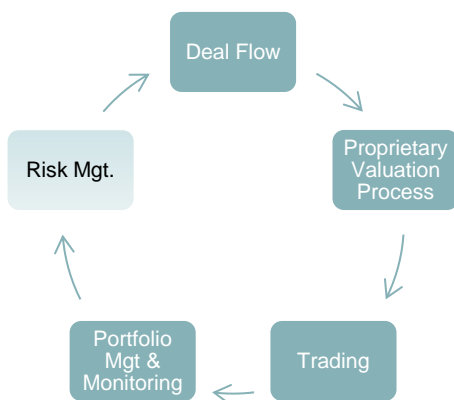 Deal Flow
Proprietary
Valuation
Process
Trading
Portfolio
Mgt &
Monitoring
Risk Mgt.